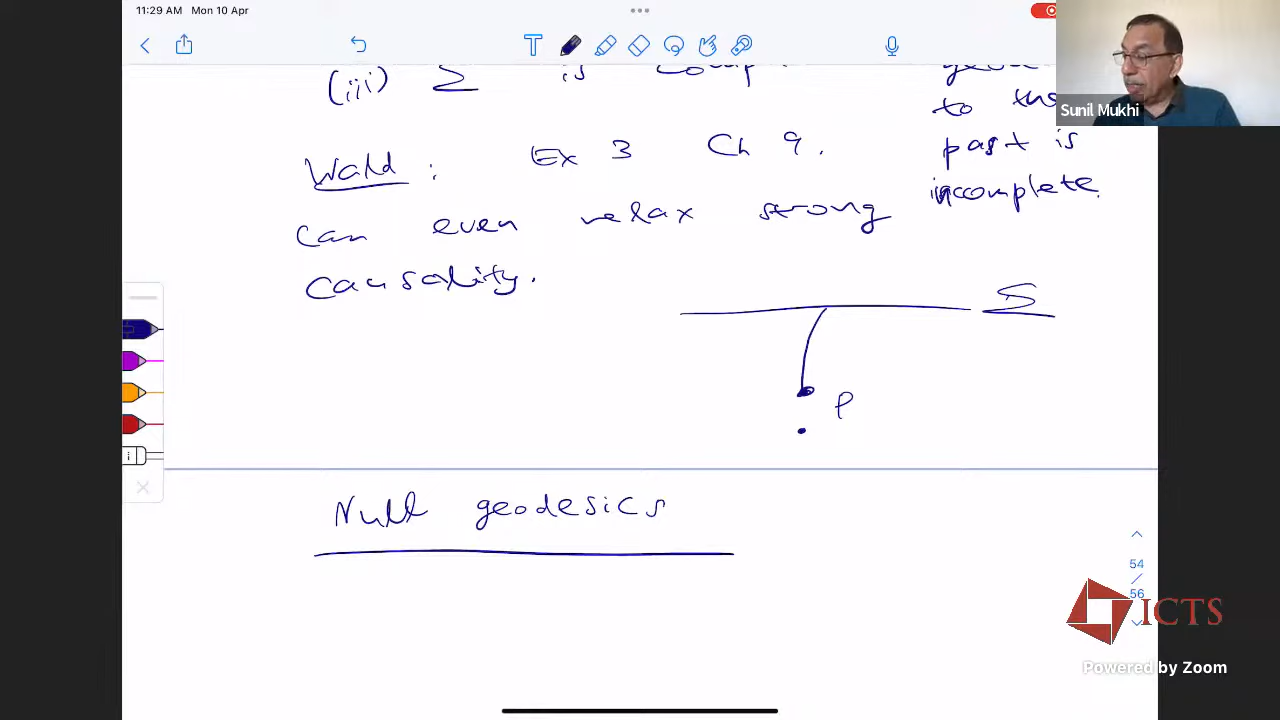 11:29 AM Mon 10 Apr
Sunil Mukhi
(iii) Σ is
to the
past is
incomplete.
Wald : Ex 3 Ch 9.
can even relax strong
causality.
S
P
Null geodesics
54
/
56
ICTS
Powered by Zoom